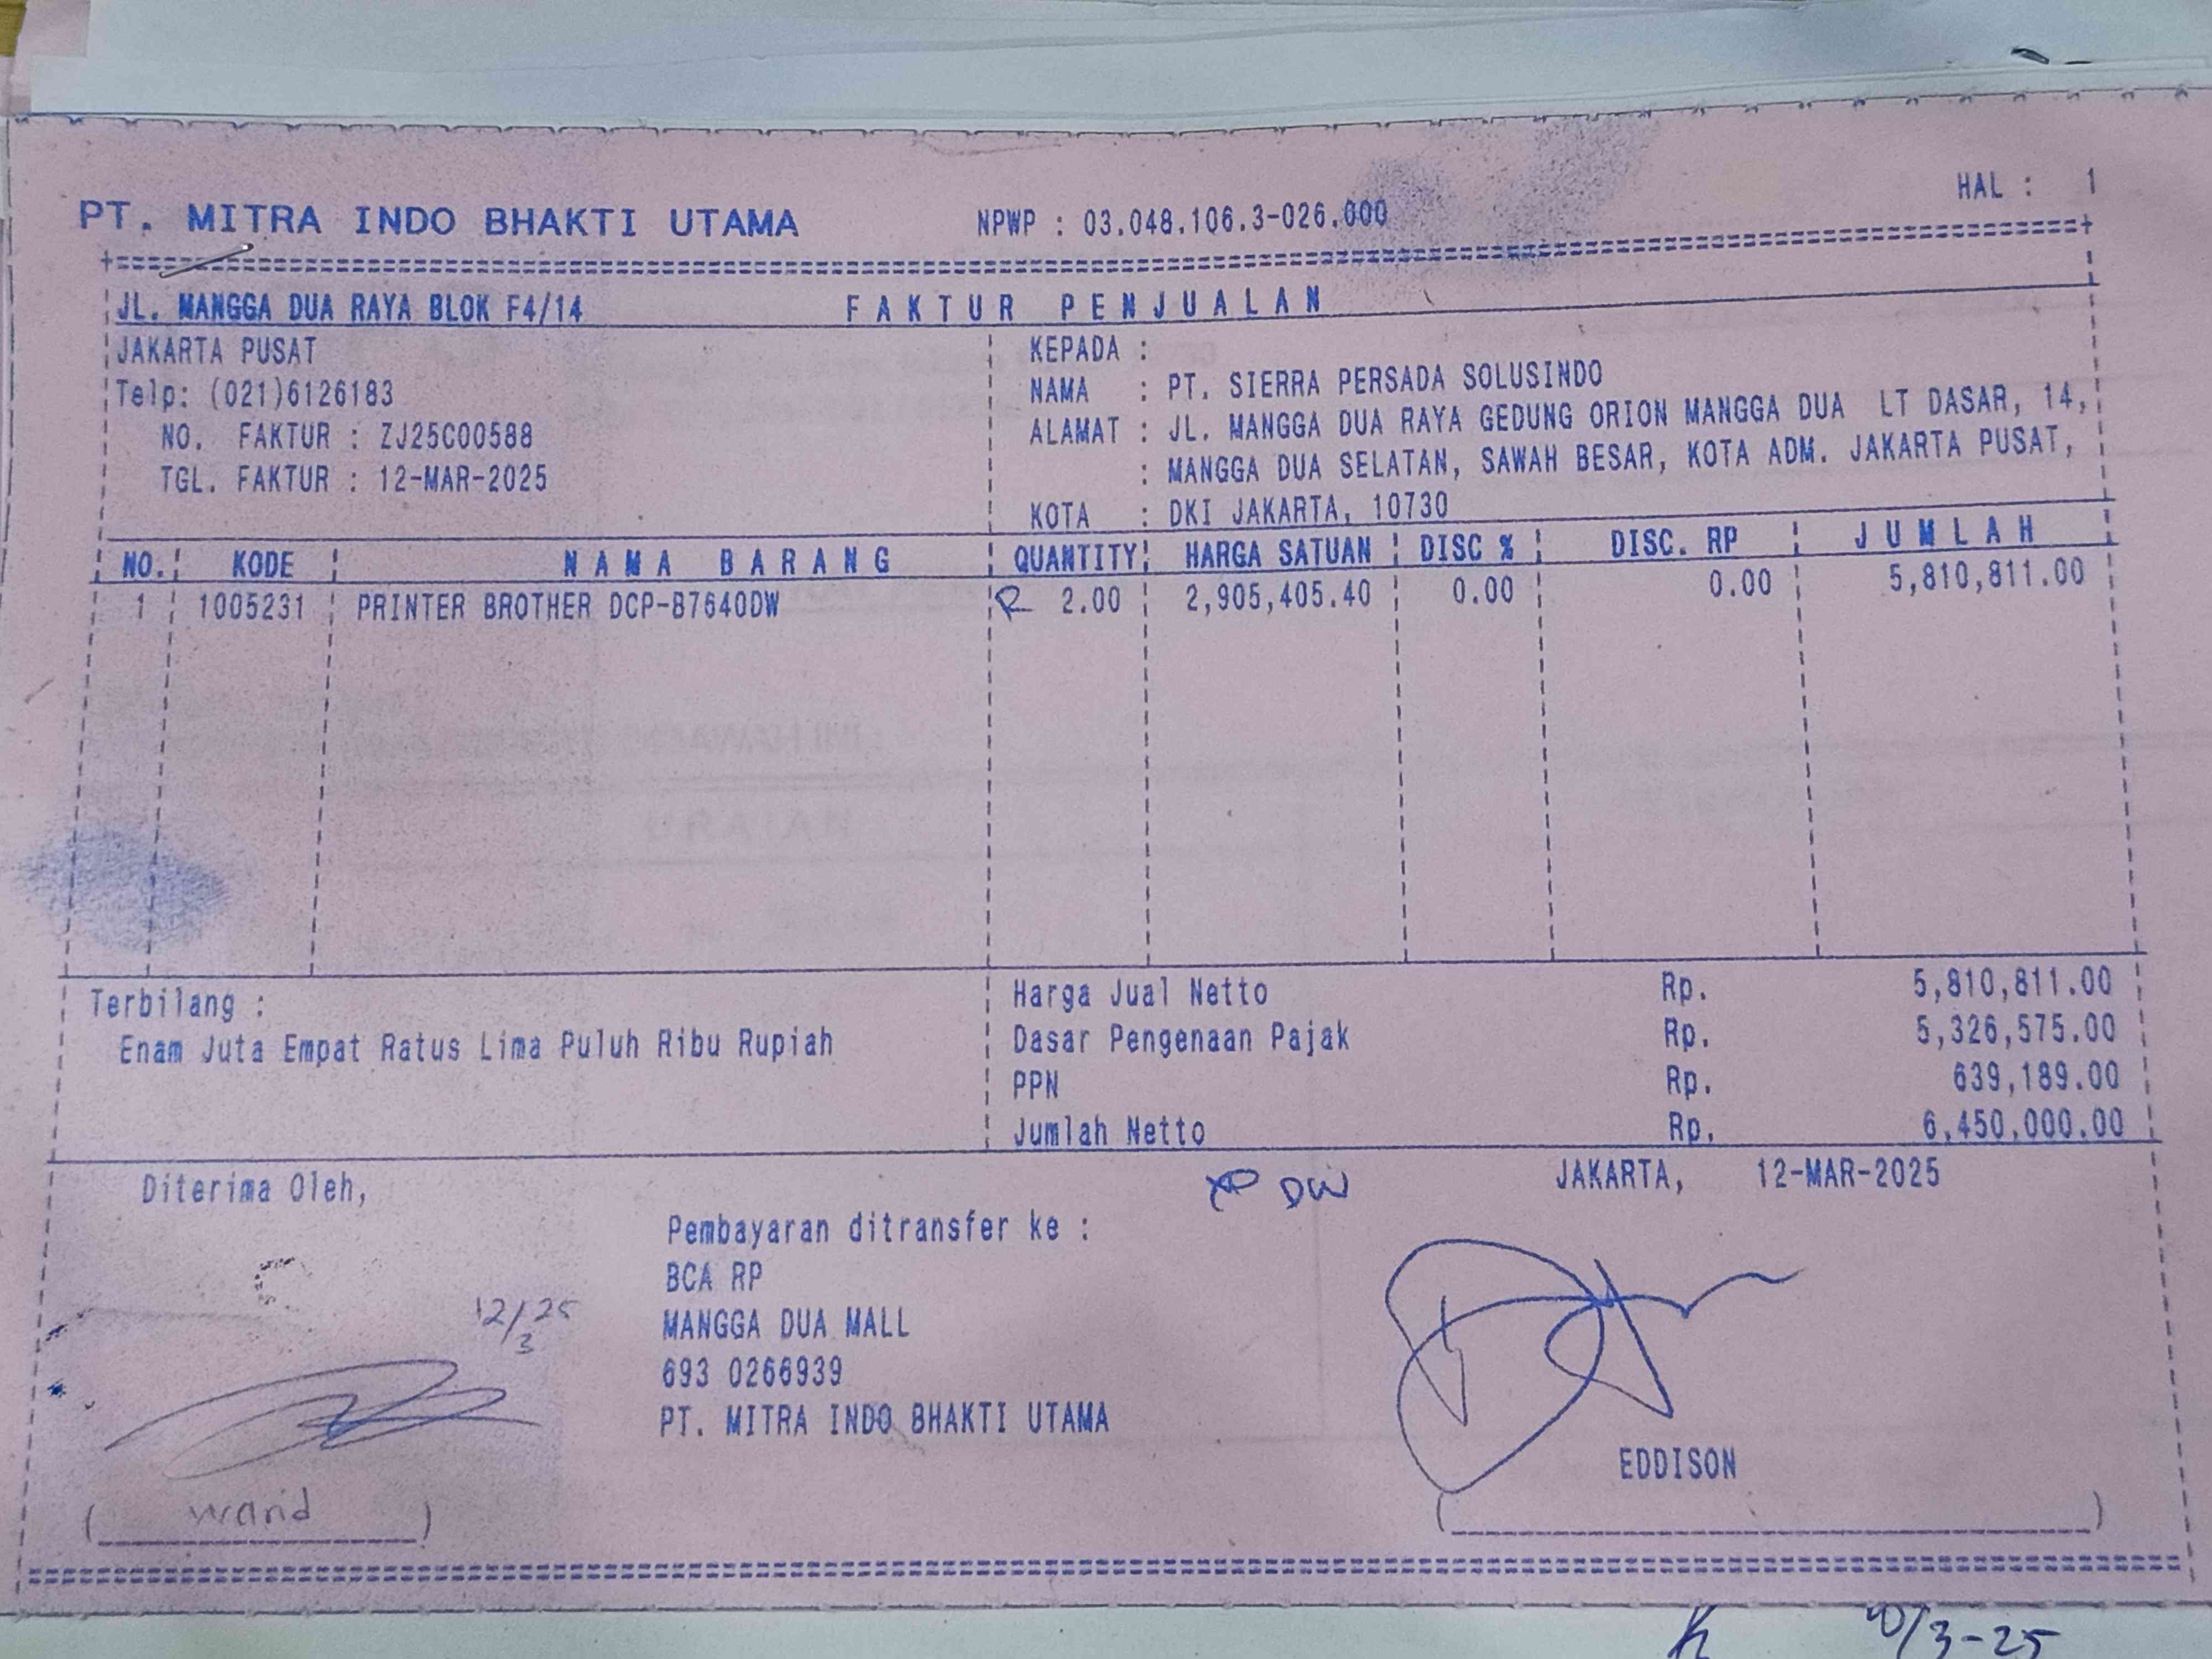 HAL : 1
PT. MITRA INDO BHAKTI UTAMA NPWP : 03.048.106.3-026.000
JL. MANGGA DUA RAYA BLOK F4/14 FAKTUR PENJUALAN
JAKARTA PUSAT
Telp: (021)6126183
NO. FAKTUR : ZJ25C00588
TGL. FAKTUR : 12-MAR-2025
KEPADA :
NAMA : PT. SIERRA PERSADA SOLUSINDO
ALAMAT : JL. MANGGA DUA RAYA GEDUNG ORION MANGGA DUA LT DASAR, 14,
: MANGGA DUA SELATAN, SAWAH BESAR, KOTA ADM. JAKARTA PUSAT,
KOTA : DKI JAKARTA, 10730
NO. KODE NAMA BARANG QUANTITY HARGA SATUAN DISC % DISC. RP JUMLAH
1 1005231 PRINTER BROTHER DCP-B7640DW 2.00 2,905,405.40 0.00 0.00 5,810,811.00
Terbilang :
Enam Juta Empat Ratus Lima Puluh Ribu Rupiah
Harga Jual Netto Rp. 5,810,811.00
Dasar Pengenaan Pajak Rp. 5,326,575.00
PPN Rp. 639,189.00
Jumlah Netto Rp. 6,450,000.00
Diterima Oleh,
JAKARTA, 12-MAR-2025
DW
Pembayaran ditransfer ke :
BCA RP
MANGGA DUA MALL
693 0266939
PT. MITRA INDO BHAKTI UTAMA
12/3 25
EDDISON